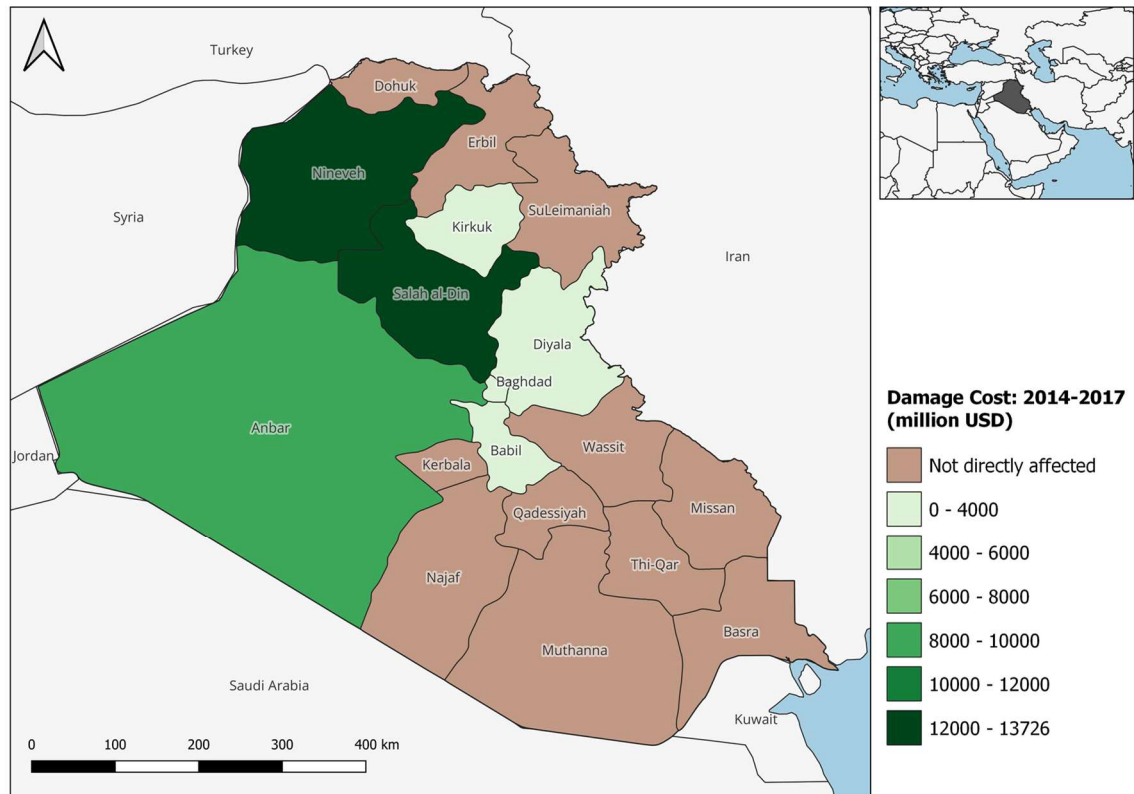 Turkey
Dohuk
Erbil
Nineveh
SuLeimaniah
Syria
Kirkuk
Iran
Salah al-Din
Diyala
Baghdad
Anbar
Babil
Wassit
Jordan
Kerbala
Missan
Qadessiyah
Thi-Qar
Najaf
Basra
Muthanna
Saudi Arabia
Kuwait
0 100 200 300 400 km
Damage Cost: 2014-2017
(million USD)
Not directly affected
0 - 4000
4000 - 6000
6000 - 8000
8000 - 10000
10000 - 12000
12000 - 13726